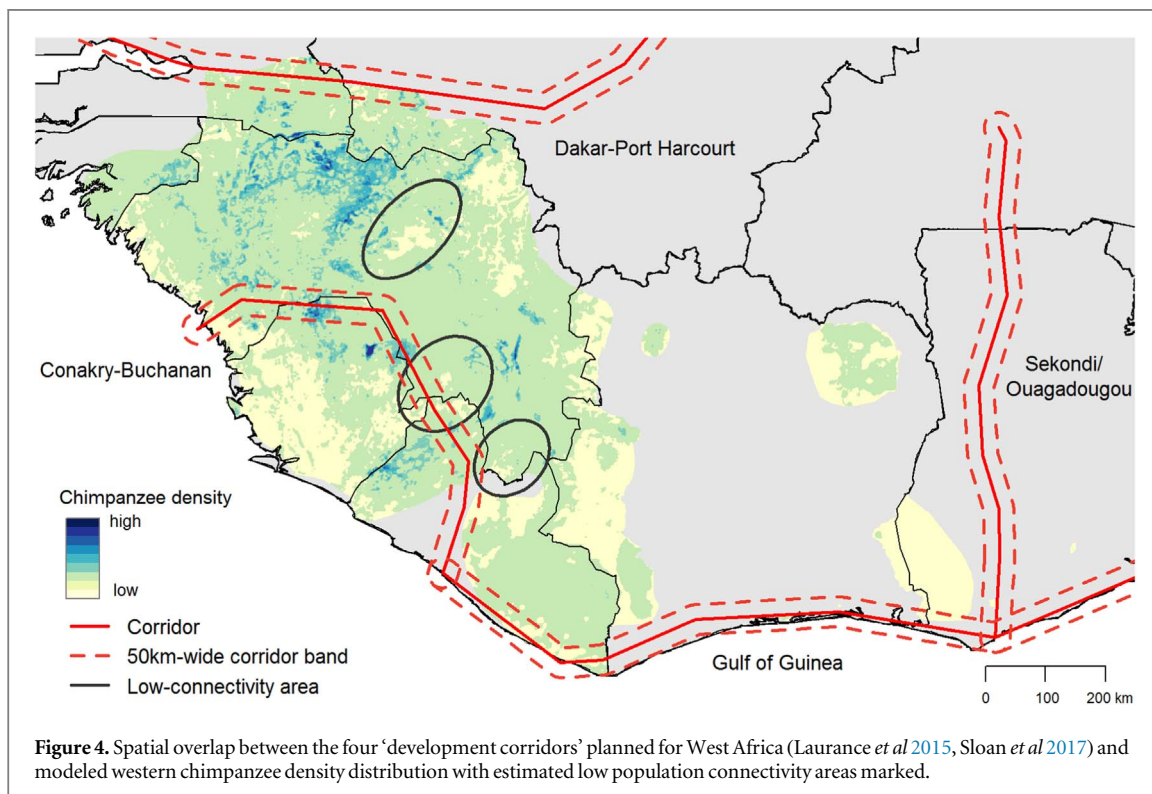 Dakar-Port Harcourt
Conakry-Buchanan
Sekondi/
Ouagadougou
Chimpanzee density
high
low
Corridor
50km-wide corridor band
Low-connectivity area
Gulf of Guinea
0 100 200 km
Figure 4. Spatial overlap between the four ‘development corridors’ planned for West Africa (Laurance et al 2015, Sloan et al 2017) and
modeled western chimpanzee density distribution with estimated low population connectivity areas marked.